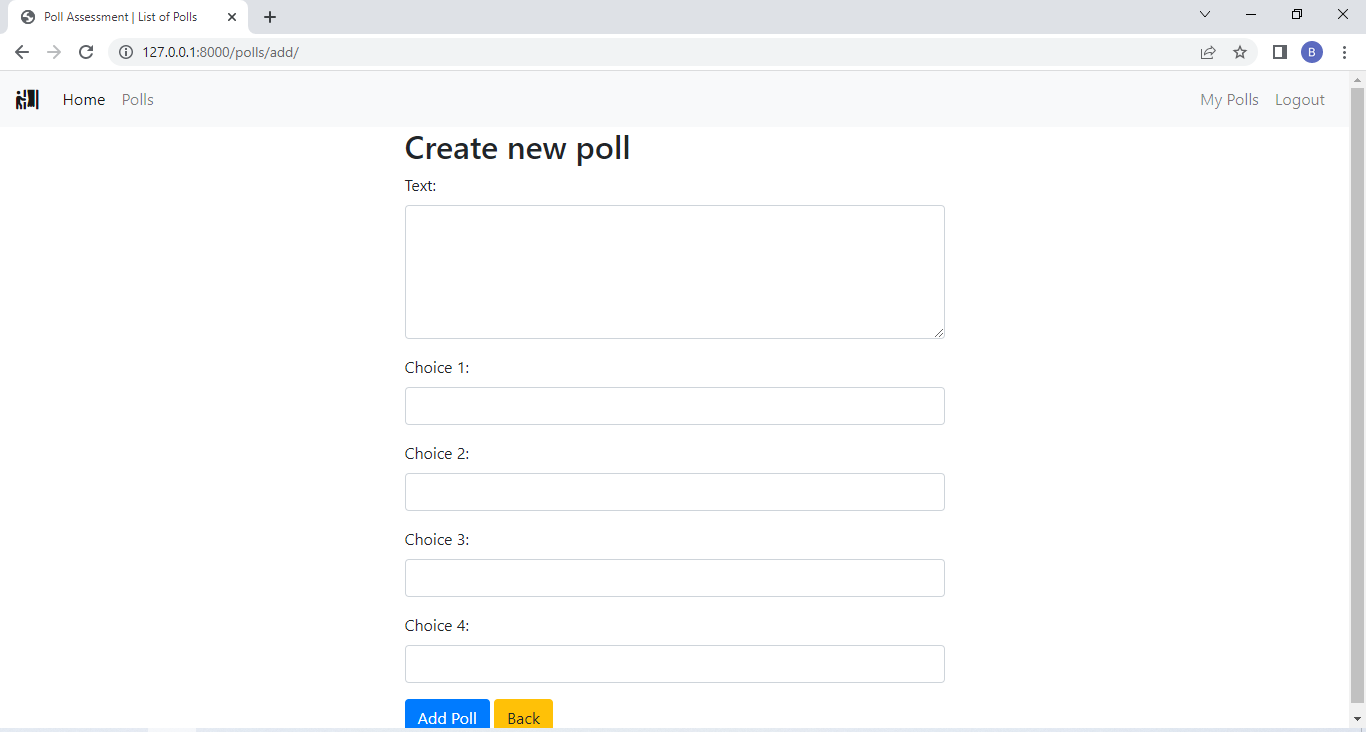 Poll Assessment | List of Polls
127.0.0.1:8000/polls/add/
B
Home Polls My Polls Logout
Create new poll
Text:
Choice 1:
Choice 2:
Choice 3:
Choice 4:
Add Poll Back